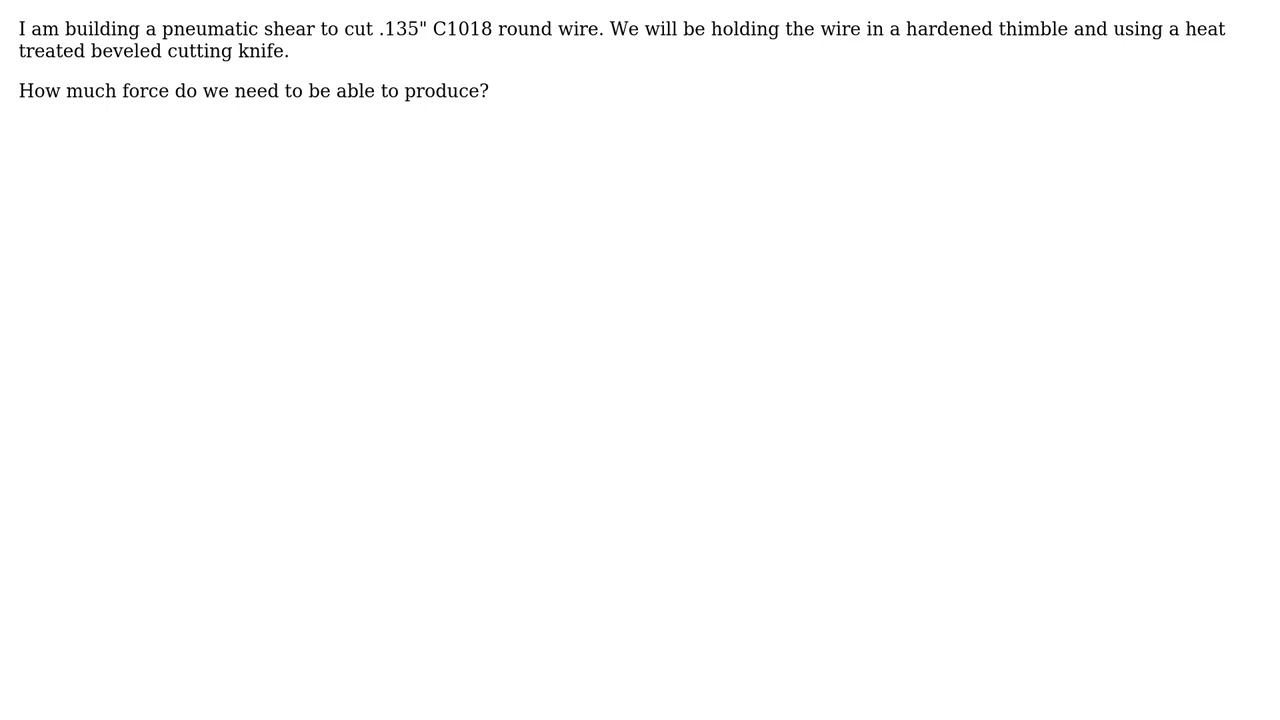 I am building a pneumatic shear to cut .135" C1018 round wire. We will be holding the wire in a hardened thimble and using a heat
treated beveled cutting knife.
How much force do we need to be able to produce?